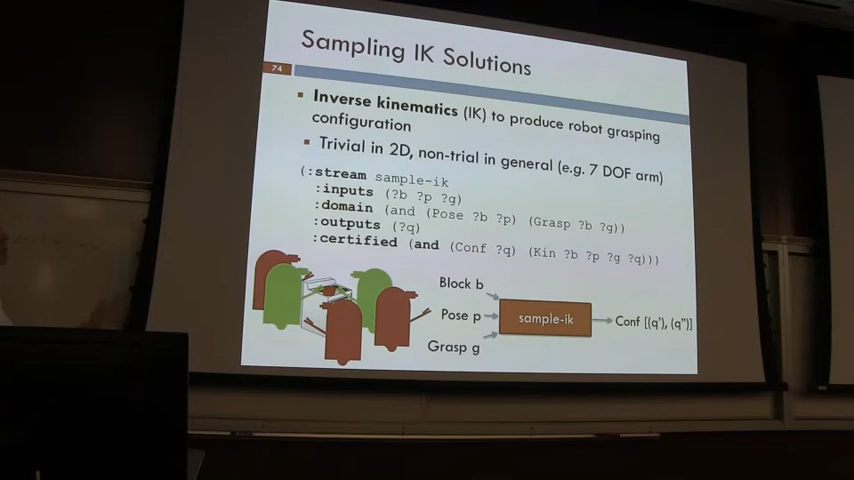 Sampling IK Solutions
74
Inverse kinematics (IK) to produce robot grasping
configuration
Trivial in 2D, non-trial in general (e.g. 7 DOF arm)
(:stream sample-ik
:inputs (?b ?p ?g)
:domain (and (Pose ?b ?p) (Grasp ?b ?g))
:outputs (?q)
:certified (and (Conf ?q) (Kin ?b ?p ?g ?q)))
Block b
Pose p
Grasp g
sample-ik
Conf [(q'), (q")]